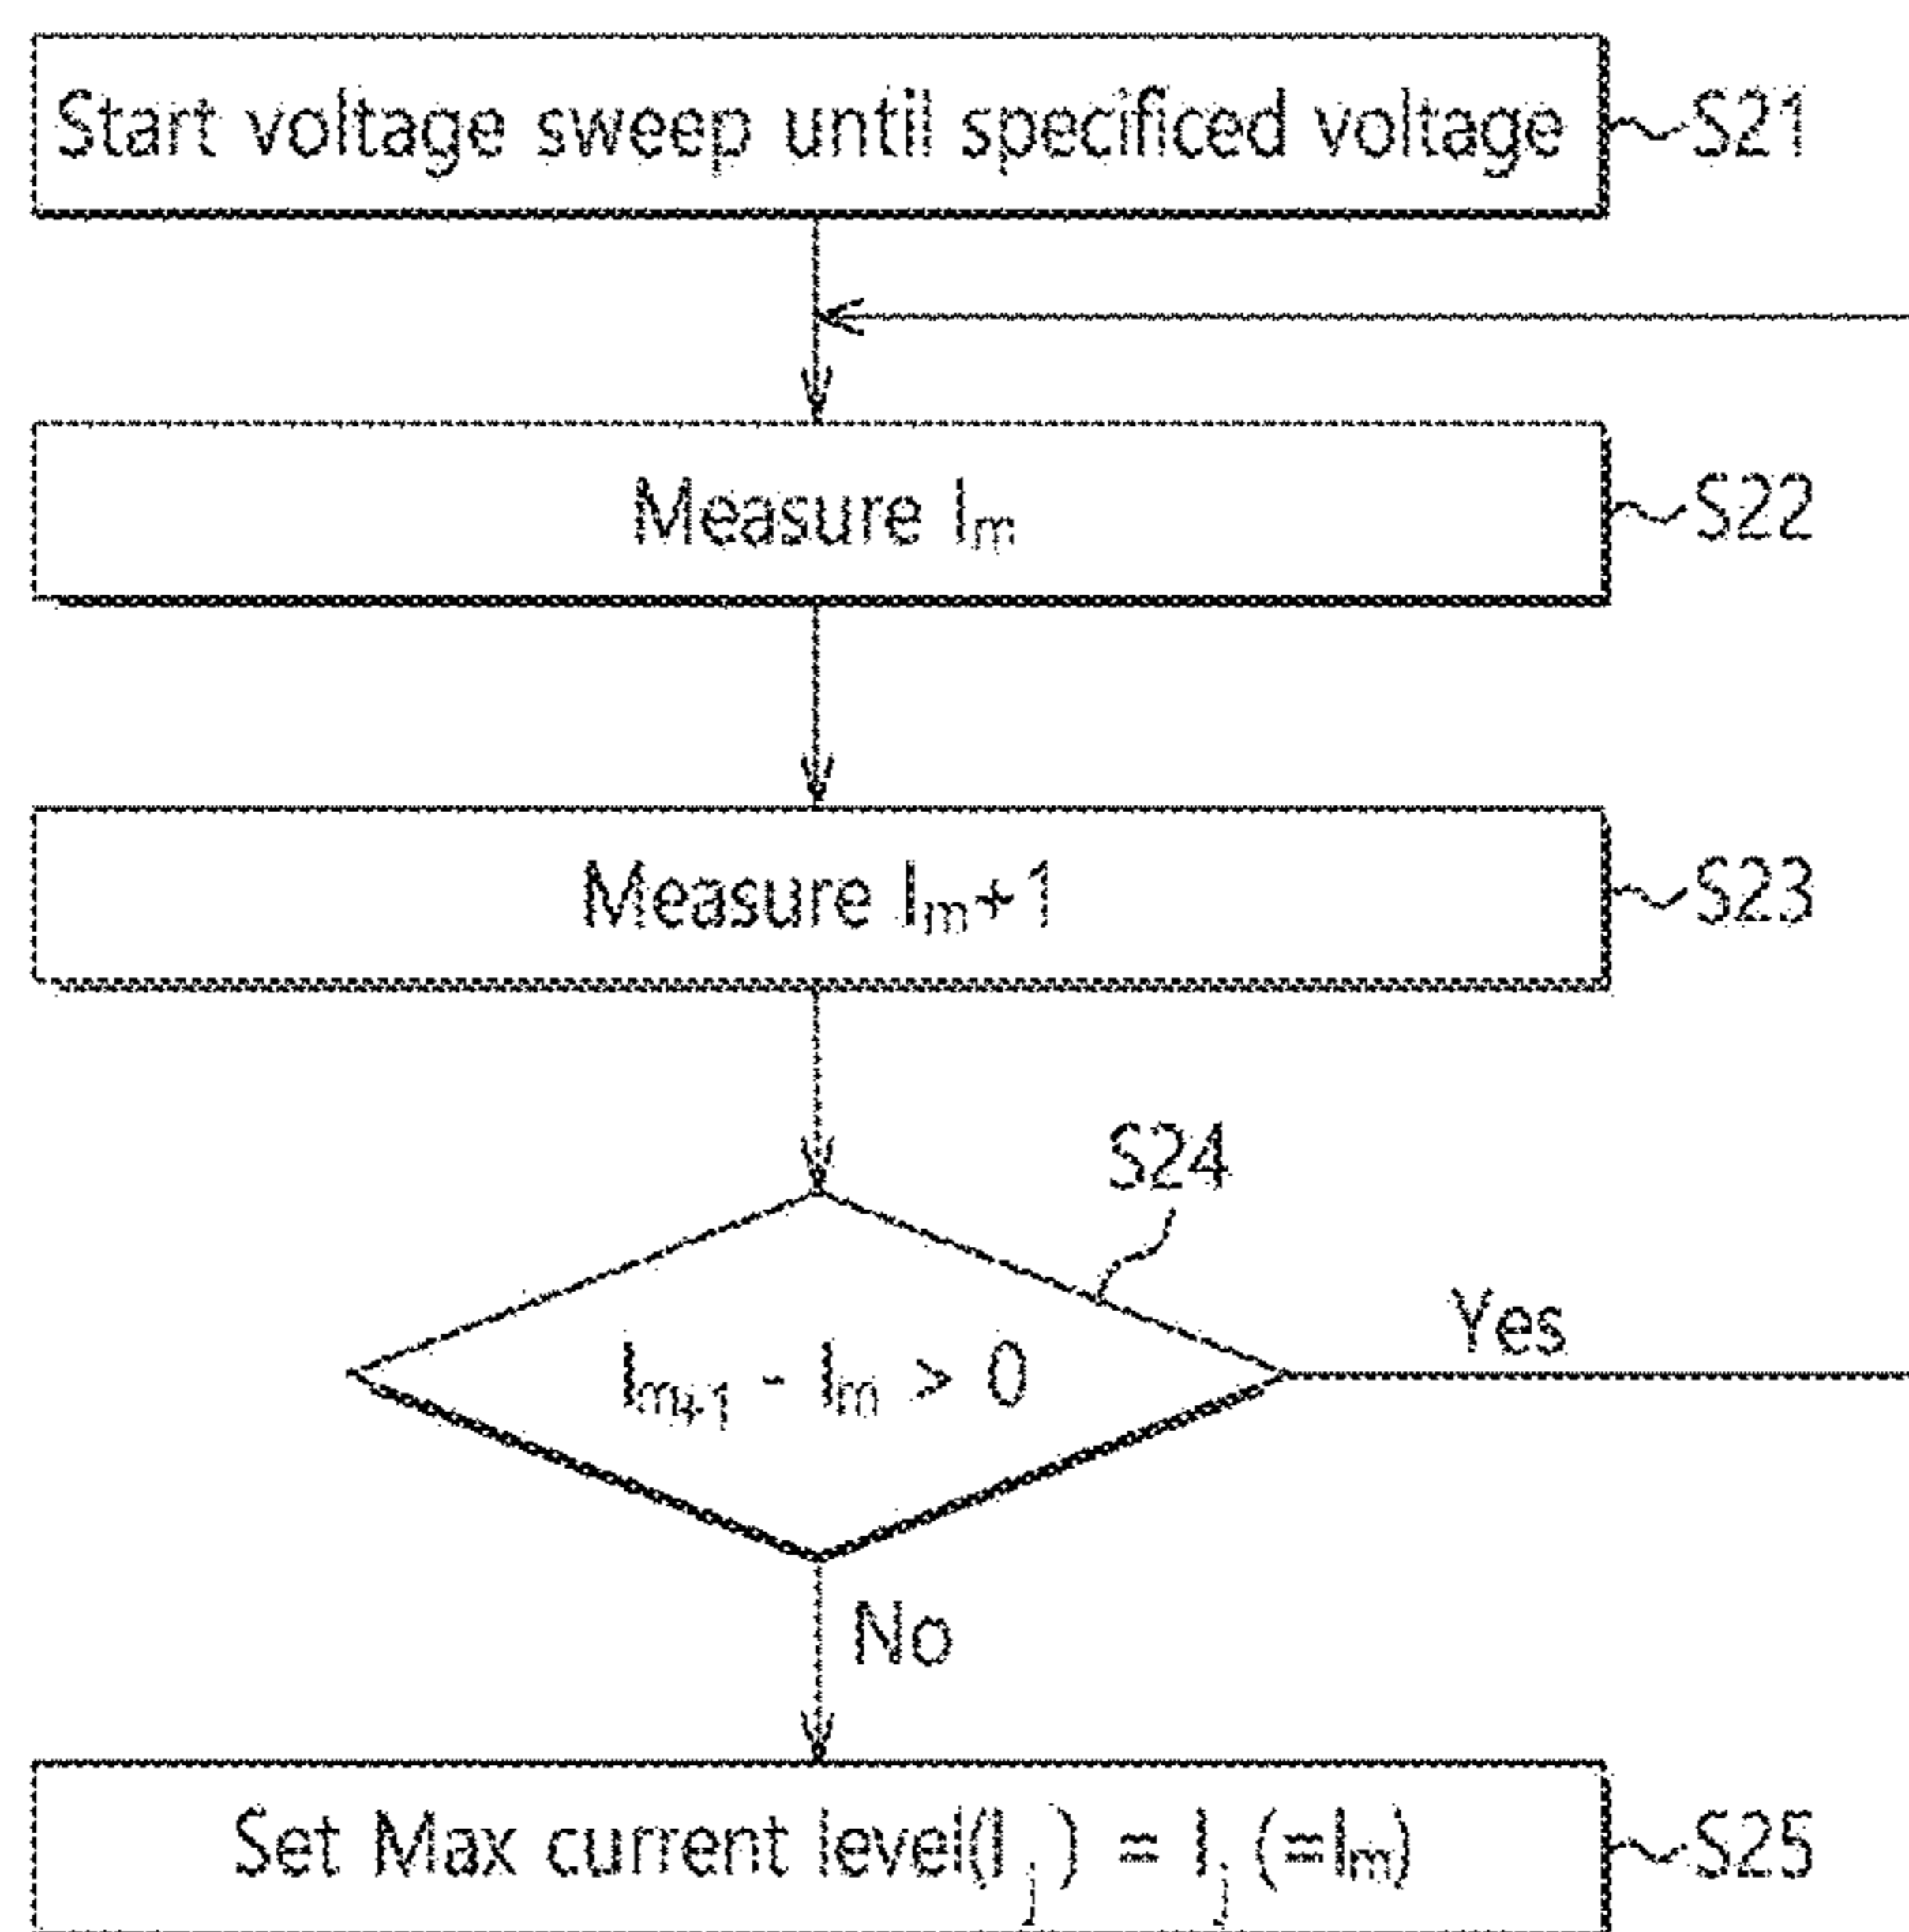 Start voltage sweep until specificed voltage S21
Measure Iₘ S22
Measure Iₘ+1 S23
S24
Iₘ₊₁ - Iₘ > 0
Yes
No
Set Max current level(Iⱼ) = Iⱼ(=Iₘ) S25